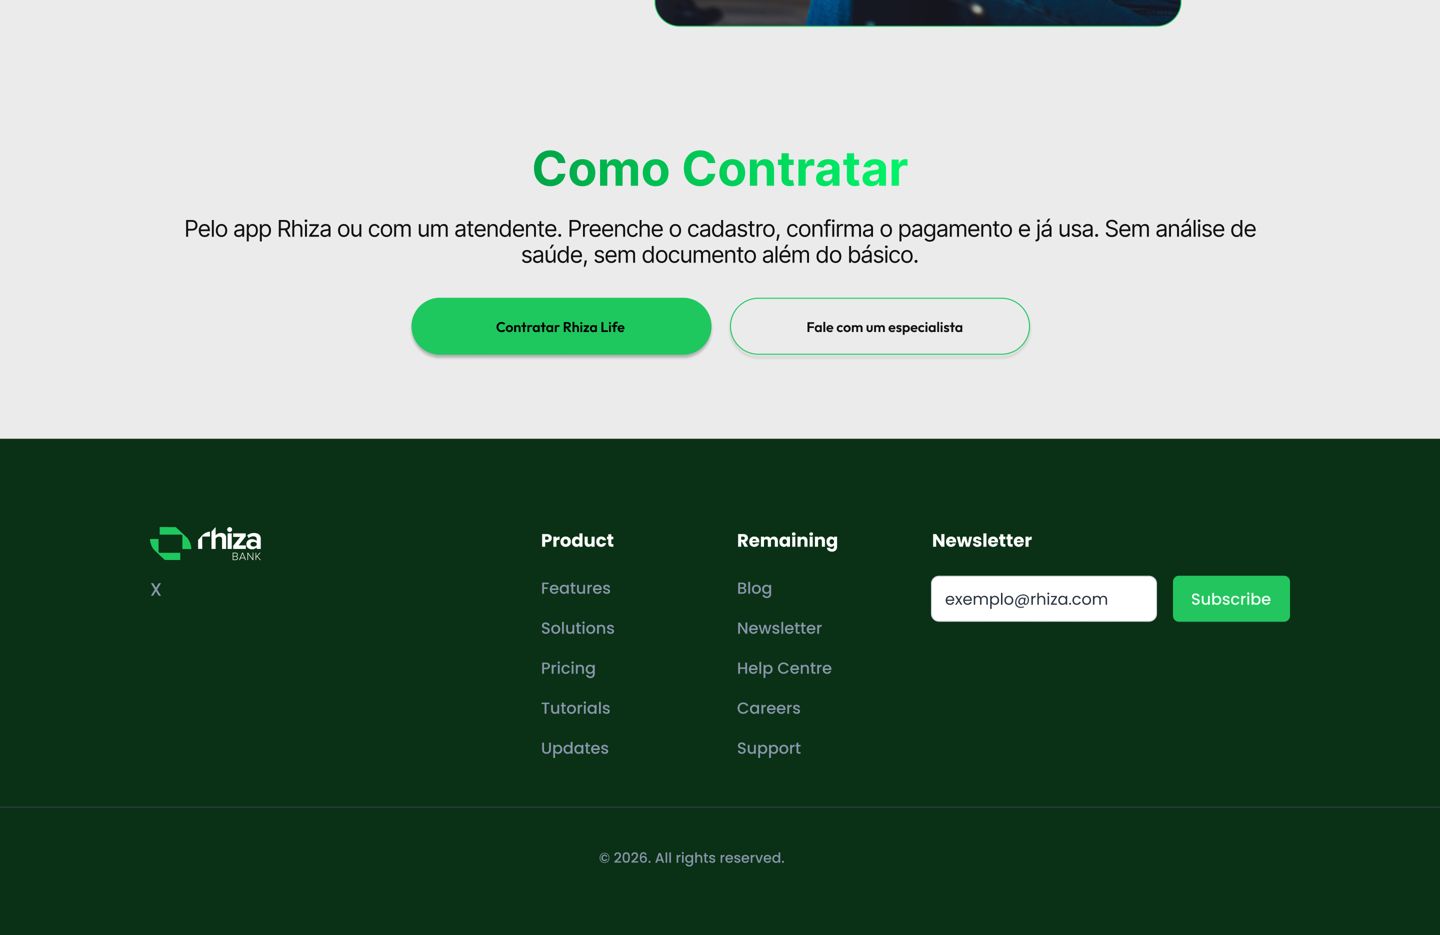 Como Contratar
Pelo app Rhiza ou com um atendente. Preenche o cadastro, confirma o pagamento e já usa. Sem análise de
saúde, sem documento além do básico.
Contratar Rhiza Life
Fale com um especialista
rhiza
BANK
X
Product
Features
Solutions
Pricing
Tutorials
Updates
Remaining
Blog
Newsletter
Help Centre
Careers
Support
Newsletter
exemplo@rhiza.com
Subscribe
© 2026. All rights reserved.